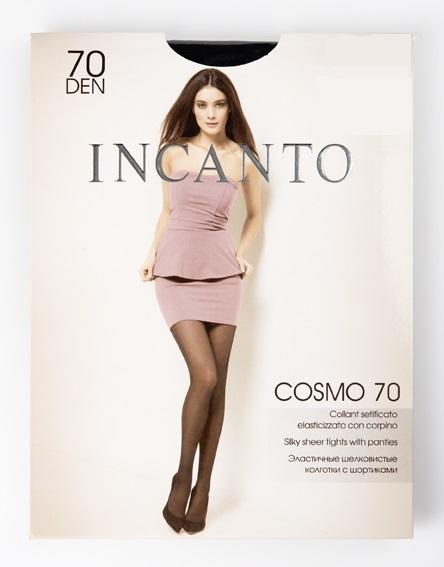 70
DEN
INCANTO
COSMO 70
Collant setificato
elasticizzato con corpino
Silky sheer tights with panties
Эластичные шелковистые
колготки с шортиками